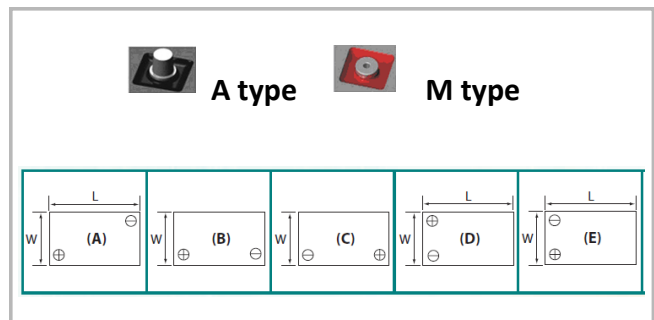 A type M type
L L L
W (A) W (B) W (C) W (D) W (E)
⊖ ⊕ ⊕ ⊖ ⊖ ⊕ ⊕ ⊖ ⊖ ⊕